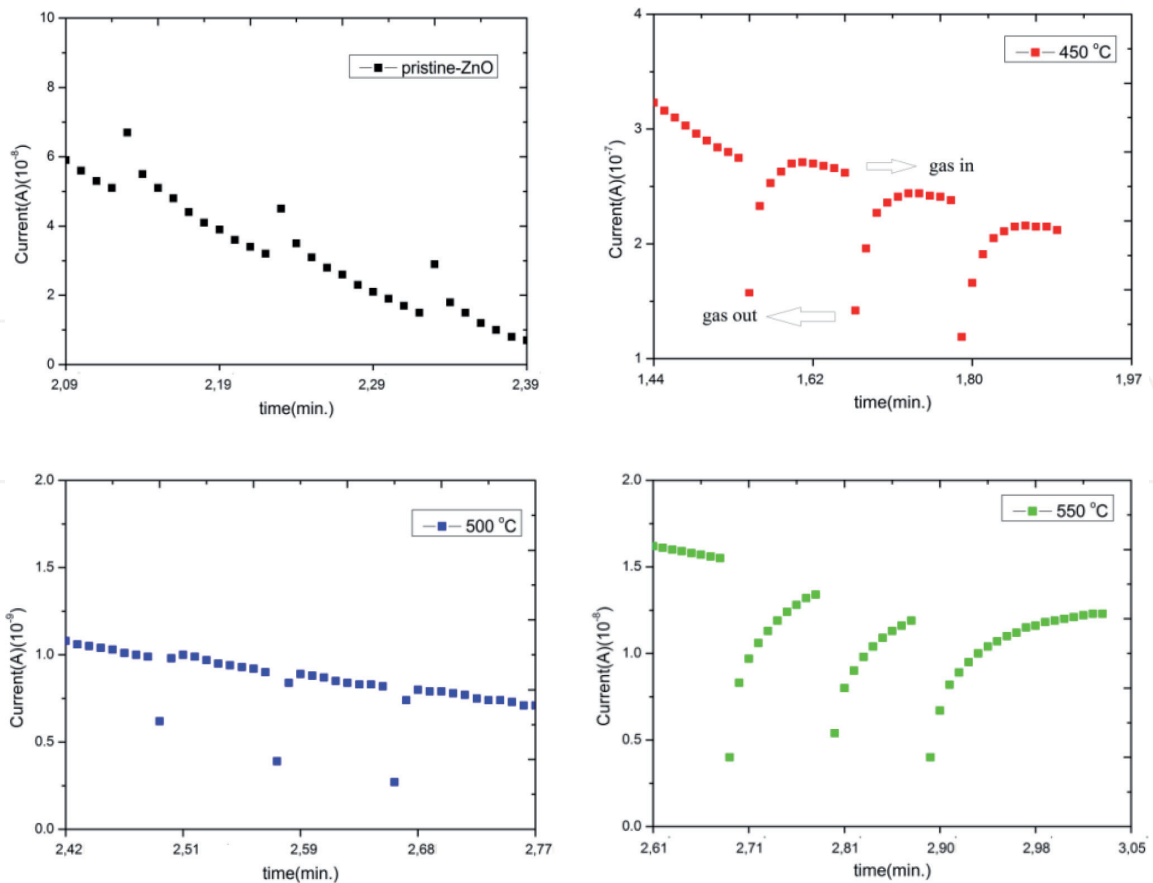 10
8
6
4
2
0
Current(A)(10⁻⁸)
pristine-ZnO
2,09
2,19
2,29
2,39
time(min.)
4
3
2
1
Current(A)(10⁻⁷)
450 °C
gas in
gas out
1,44
1,62
1,80
1,97
time(min.)
2.0
1.5
1.0
0.5
0.0
Current(A)(10⁻⁹)
500 °C
2,42
2,51
2,59
2,68
2,77
time(min.)
2.0
1.5
1.0
0.5
0.0
Current(A)(10⁻⁸)
550 °C
2,61
2,71
2,81
2,90
2,98
3,05
time(min.)